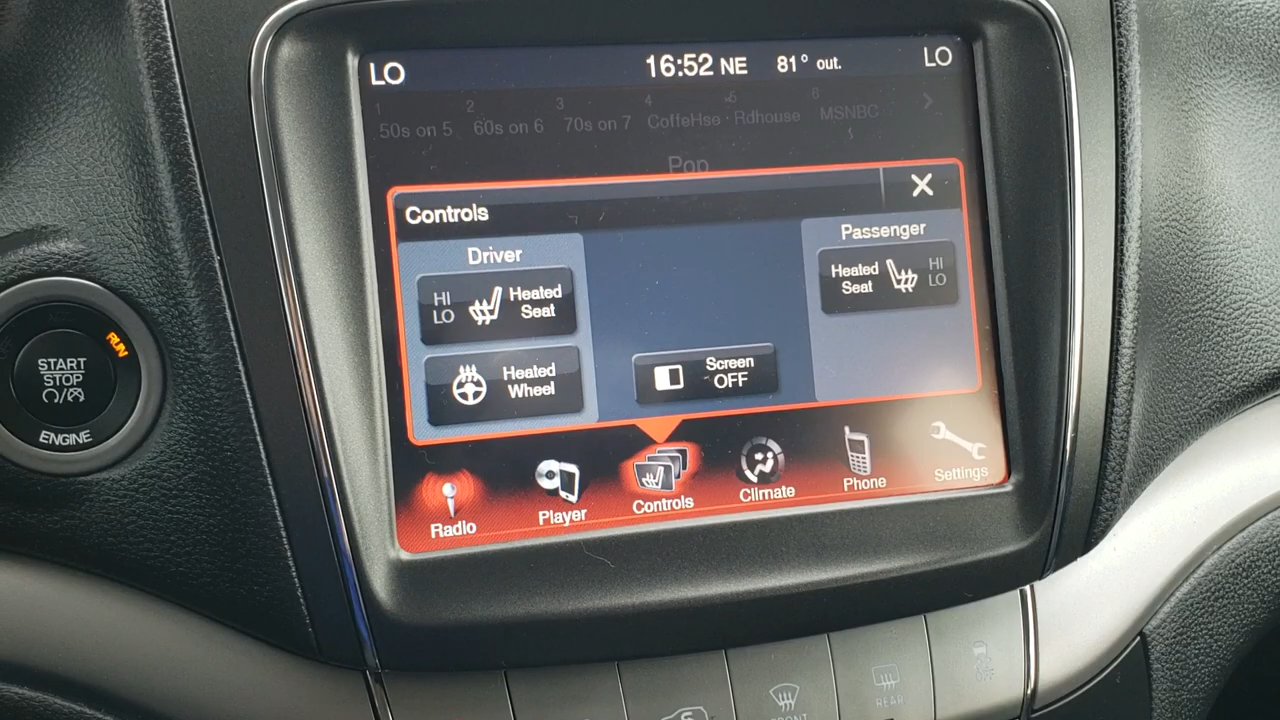 LO
16:52 NE
81° out.
LO
1 2 3 4 5 6
50s on 5 60s on 6 70s on 7 CoffeHse Rdhouse MSNBC
Pop
Controls
X
Driver
Passenger
HI
LO
Heated
Seat
Heated
Seat
HI
LO
Heated
Wheel
Screen
OFF
Radio
Player
Controls
Climate
Phone
Settings
RUN
START
STOP
ENGINE
FRONT
REAR
OFF